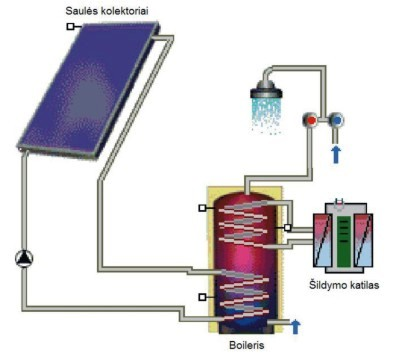 Saulės kolektoriai
Šildymo katilas
Boileris